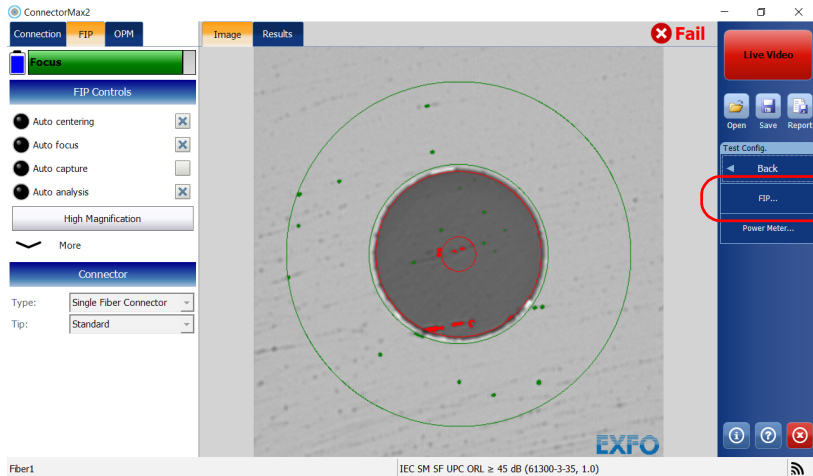 ConnectorMax2
Connection FIP OPM
Focus
FIP Controls
Auto centering
Auto focus
Auto capture
Auto analysis
High Magnification
More
Connector
Type: Single Fiber Connector
Tip: Standard
Image Results
Fail
EXFO
Live Video
Open Save Report
Test Config.
Back
FIP...
Power Meter...
Fiber1
IEC SM SF UPC ORL ≥ 45 dB (61300-3-35, 1.0)